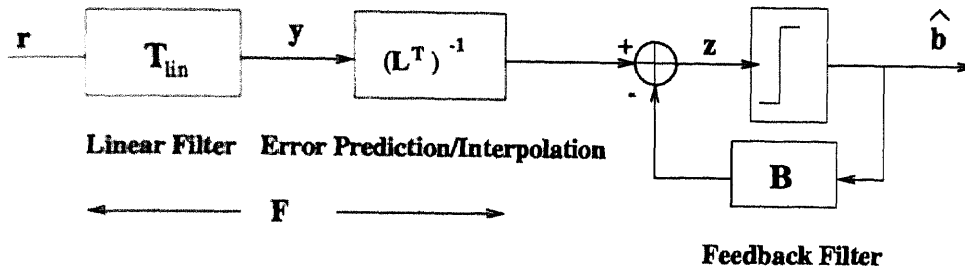 r
T_lin
y
(L^T)^-1
+
-
z
b̂
B
Linear Filter
Error Prediction/Interpolation
F
Feedback Filter